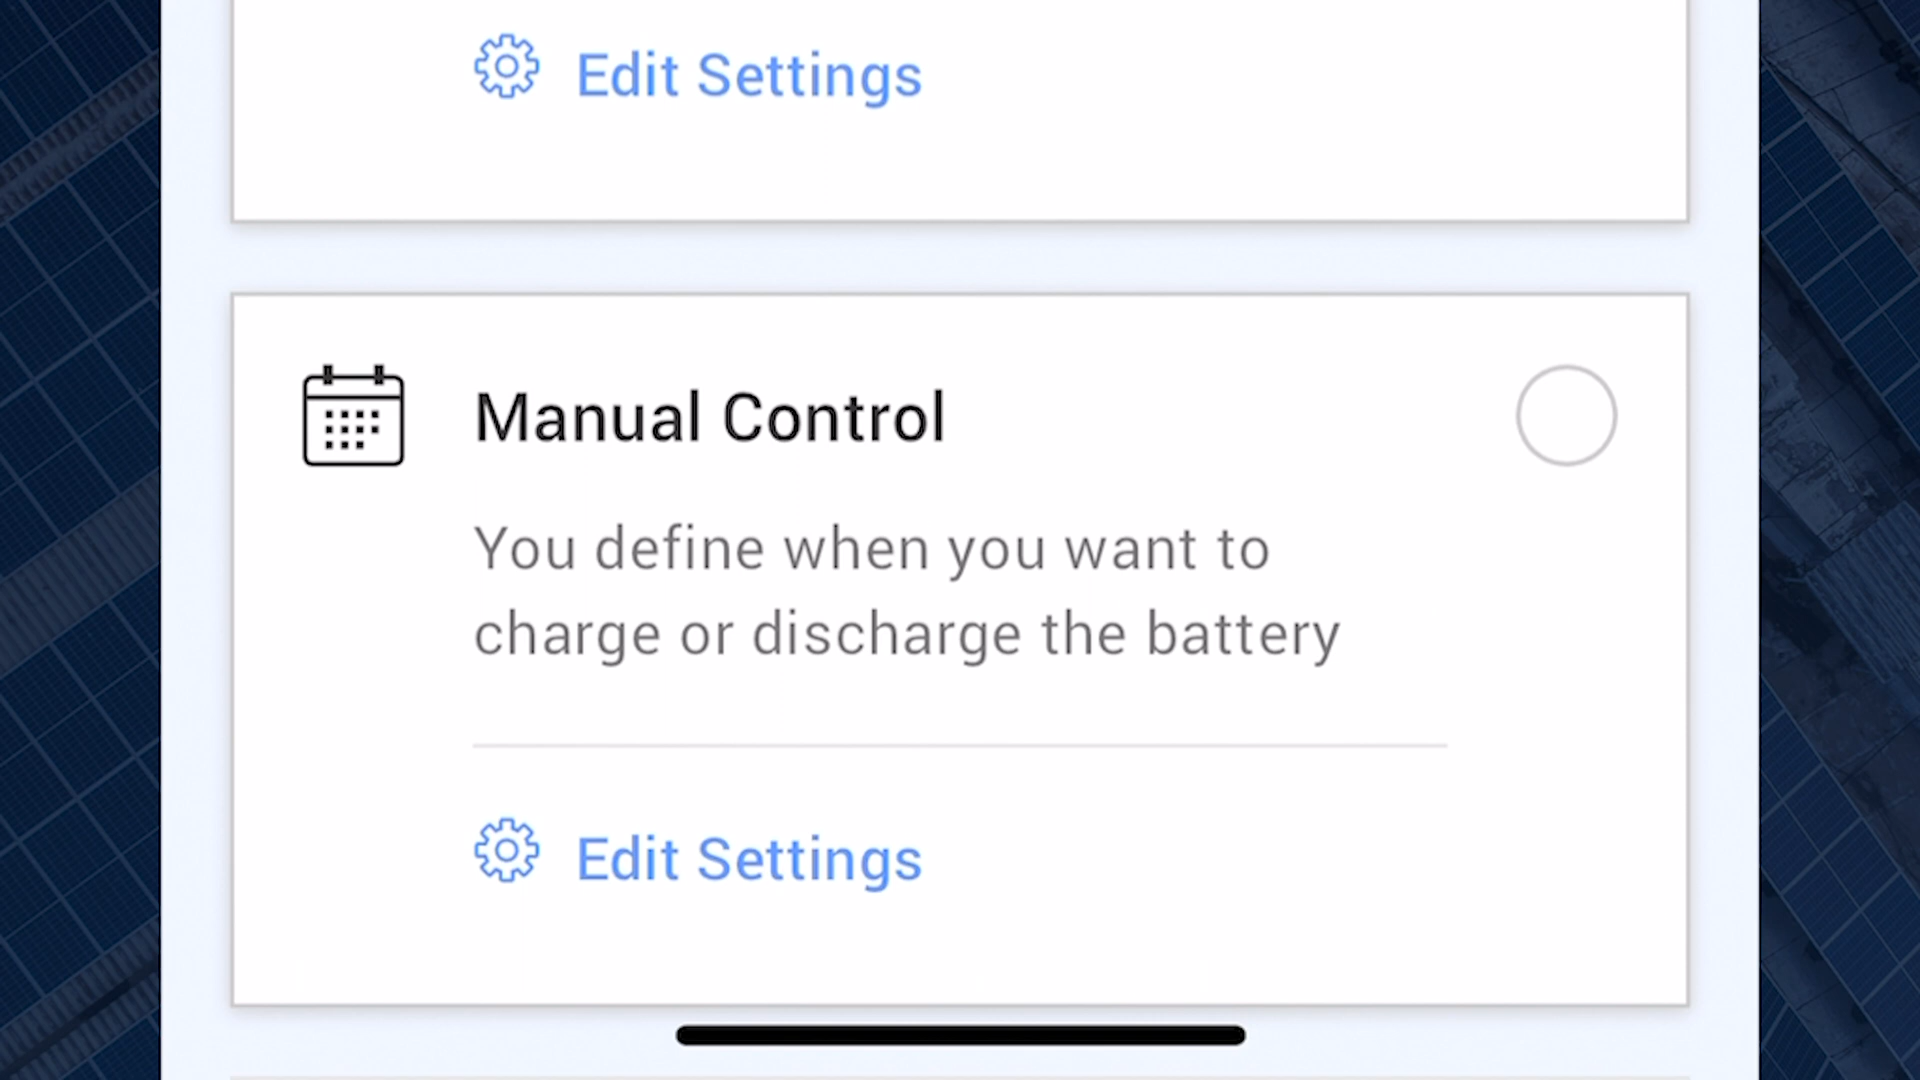 Edit Settings
Manual Control
You define when you want to
charge or discharge the battery
Edit Settings